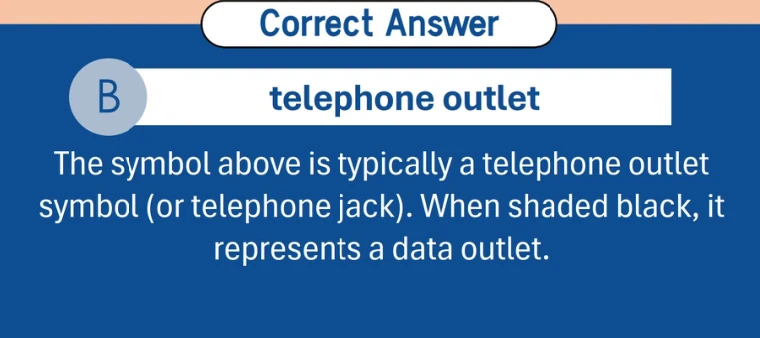 Correct Answer
B
telephone outlet
The symbol above is typically a telephone outlet
symbol (or telephone jack). When shaded black, it
represents a data outlet.